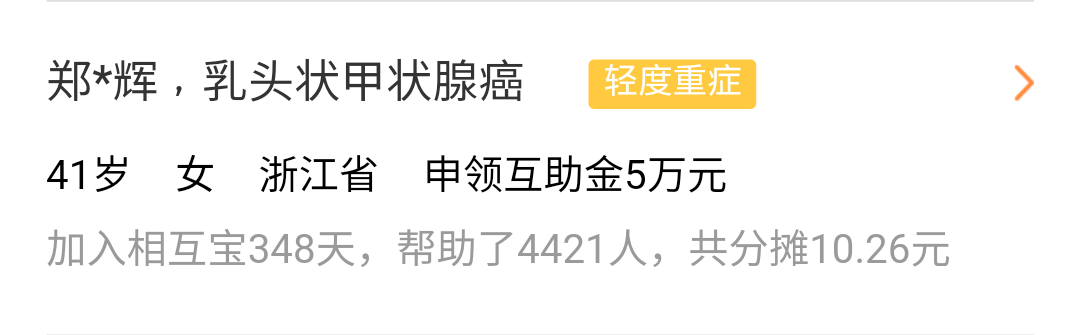 郑*辉，乳头状甲状腺癌 轻度重症
41岁 女 浙江省 申领互助金5万元
加入相互宝348天，帮助了4421人，共分摊10.26元